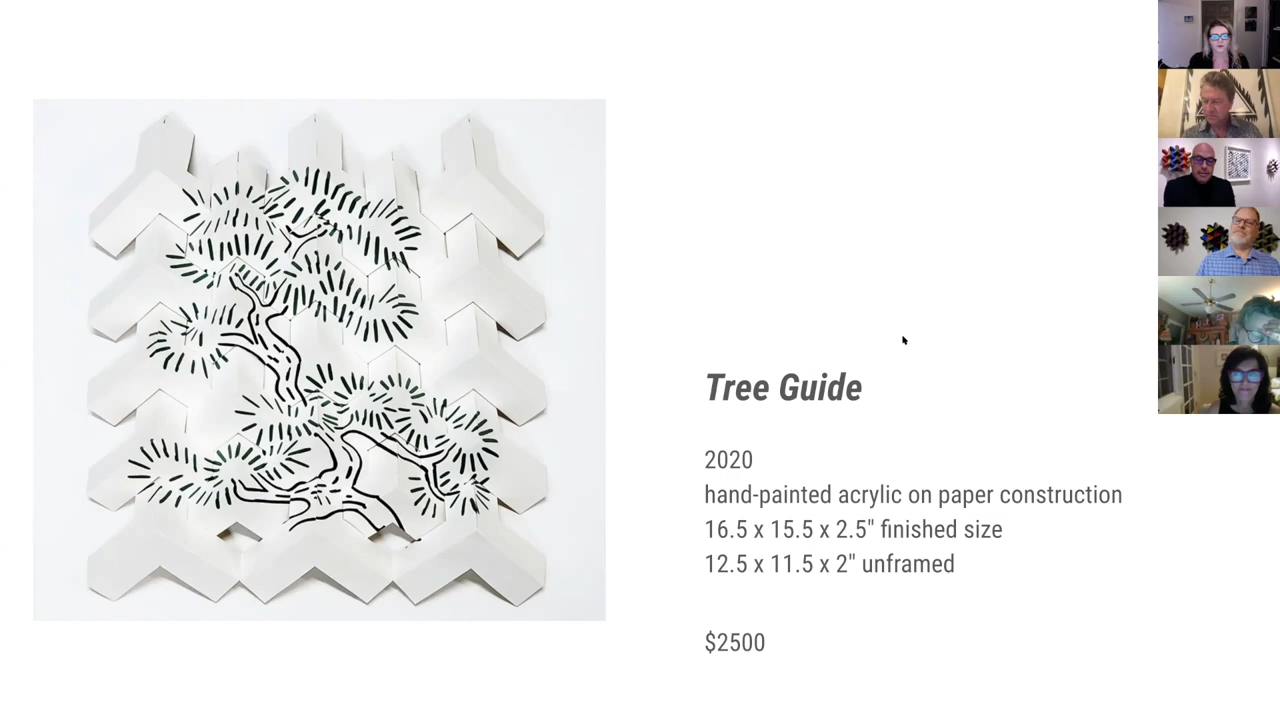 Tree Guide
2020
hand-painted acrylic on paper construction
16.5 x 15.5 x 2.5" finished size
12.5 x 11.5 x 2" unframed
$2500